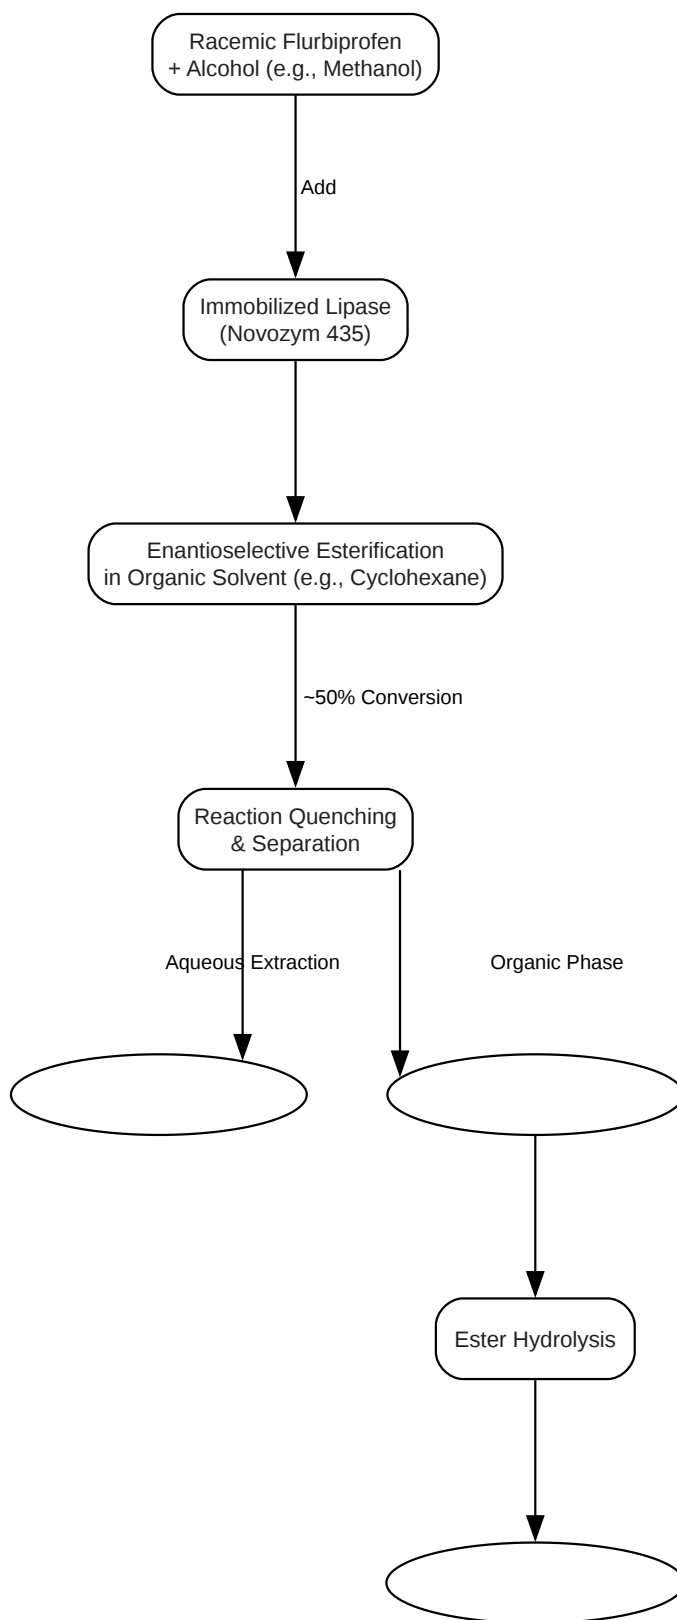 Racemic Flurbiprofen
+ Alcohol (e.g., Methanol)
Add
Immobilized Lipase
(Novozym 435)
Enantioselective Esterification
in Organic Solvent (e.g., Cyclohexane)
~50% Conversion
Reaction Quenching
& Separation
Aqueous Extraction
Organic Phase
Ester Hydrolysis